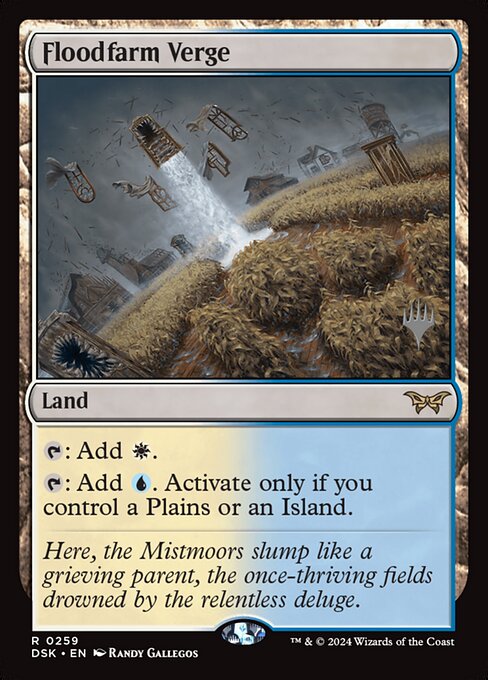 Floodfarm Verge
Land
: Add .
: Add . Activate only if you
control a Plains or an Island.
Here, the Mistmoors slump like a
grieving parent, the once-thriving fields
drowned by the relentless deluge.
R 0259
DSK • EN RANDY GALLEGOS
™ & © 2024 Wizards of the Coast